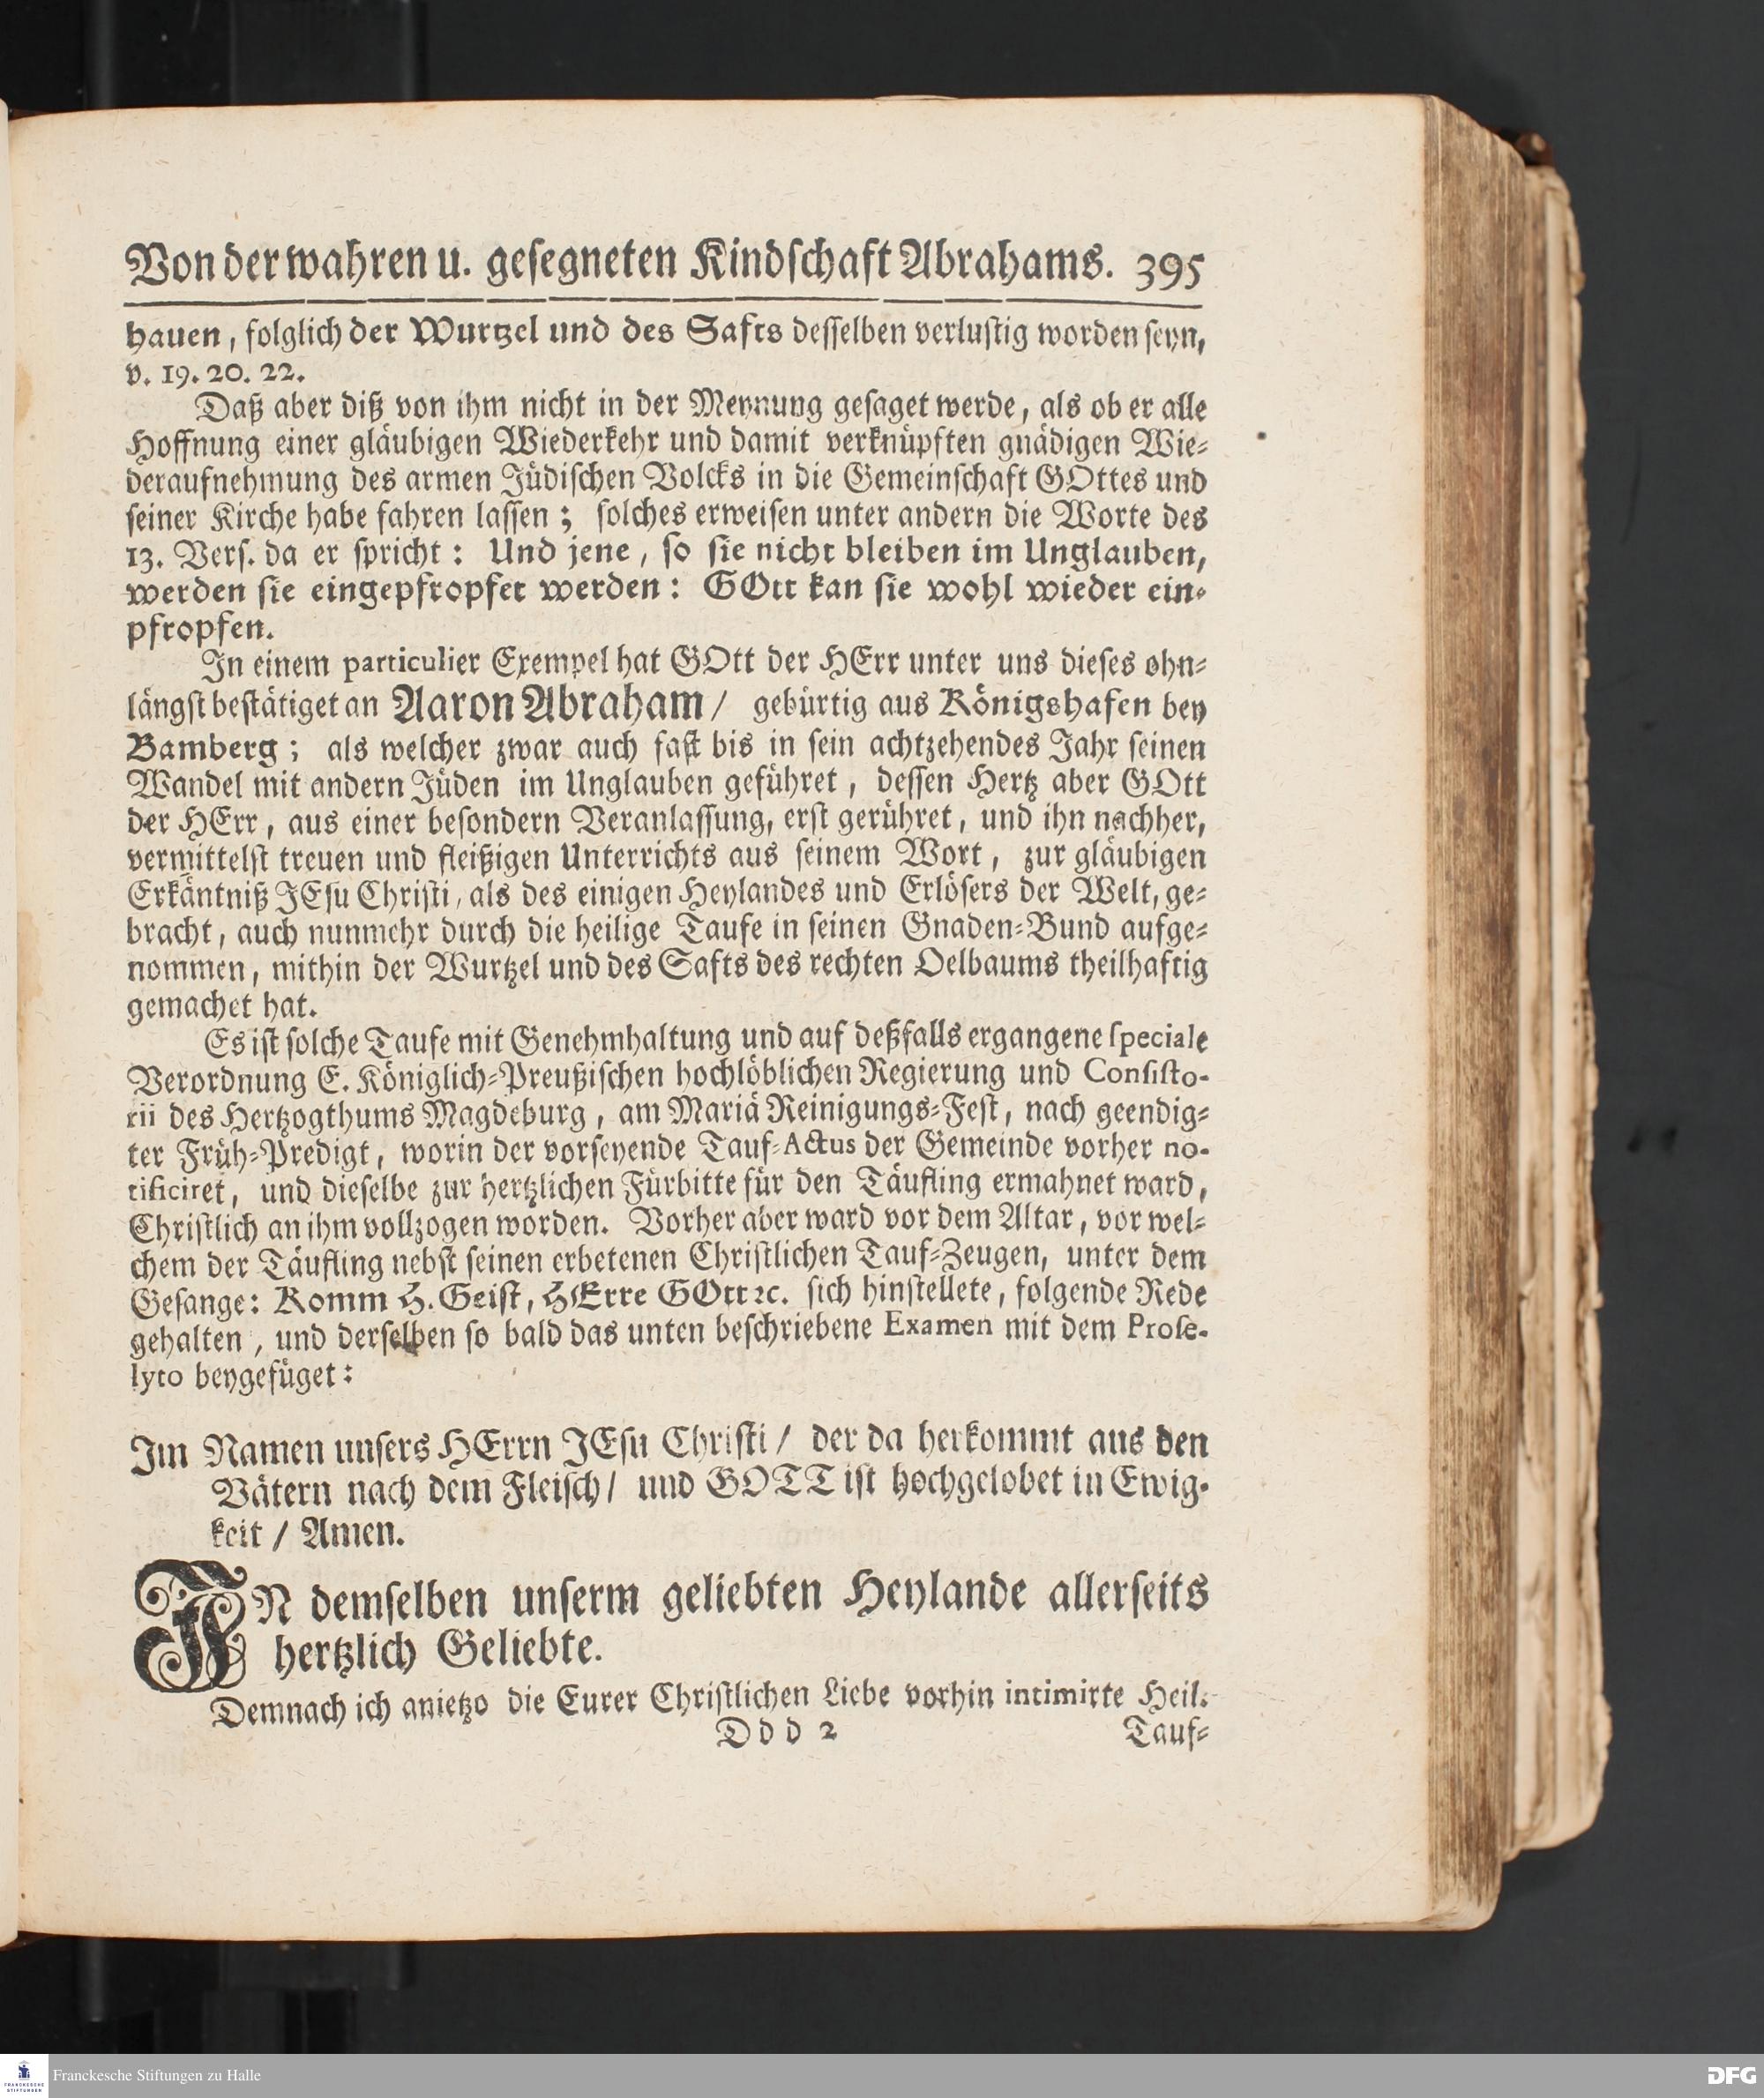 Von der wahren u. gesegneten Kindschaft Abrahams. 395
hauen, folglich der Wurtzel und des Safts desselben verlustig worden seyn,
v. 19. 20. 22.
Daß aber diß von ihm nicht in der Meynung gesaget werde, als ob er alle
Hoffnung einer gläubigen Wiederkehr und damit verknüpften gnädigen Wie-
deraufnehmung des armen Jüdischen Volcks in die Gemeinschaft GOttes und
seiner Kirche habe fahren lassen; solches erweisen unter andern die Worte des
13. Vers. da er spricht: Und jene, so sie nicht bleiben im Unglauben,
werden sie eingepfropfet werden: GOtt kan sie wohl wieder ein-
pfropfen.
In einem particulier Exempel hat GOtt der HErr unter uns dieses ohn-
längst bestätiget an Aaron Abraham/ gebürtig aus Königshafen bey
Bamberg; als welcher zwar auch fast bis in sein achtzehendes Jahr seinen
Wandel mit andern Jüden im Unglauben geführet, dessen Hertz aber GOtt
der HErr, aus einer besondern Veranlassung, erst gerühret, und ihn nachher,
vermittelst treuen und fleißigen Unterrichts aus seinem Wort, zur gläubigen
Erkäntniß JEsu Christi, als des einigen Heylandes und Erlösers der Welt, ge-
bracht, auch nunmehr durch die heilige Taufe in seinen Gnaden-Bund aufge-
nommen, mithin der Wurtzel und des Safts des rechten Oelbaums theilhaftig
gemachet hat.
Es ist solche Taufe mit Genehmhaltung und auf deßfalls ergangene speciale
Verordnung E. Königlich-Preußischen hochlöblichen Regierung und Consisto-
rii des Hertzogthums Magdeburg, am Mariä Reinigungs-Fest, nach geendig-
ter Früh-Predigt, worin der vorseyende Tauf-Actus der Gemeinde vorher no-
tificiret, und dieselbe zur hertzlichen Fürbitte für den Täufling ermahnet ward,
Christlich an ihm vollzogen worden. Vorher aber ward vor dem Altar, vor wel-
chem der Täufling nebst seinen erbetenen Christlichen Tauf-Zeugen, unter dem
Gesange: Komm H. Geist, HErre GOtt ꝛc. sich hinstellete, folgende Rede
gehalten, und derselben so bald das unten beschriebene Examen mit dem Prose-
lyto beygefüget:
Im Namen unsers HErrn JEsu Christi/ der da herkommt aus den
Vätern nach dem Fleisch/ und GOTT ist hochgelobet in Ewig-
keit/ Amen.
IN demselben unserm geliebten Heylande allerseits
hertzlich Geliebte.
Demnach ich anietzo die Eurer Christlichen Liebe vorhin intimirte Heil.
Ddd 2 Tauf-
Franckesche Stiftungen zu Halle
FRANCKESCHE STIFTUNGEN
DFG